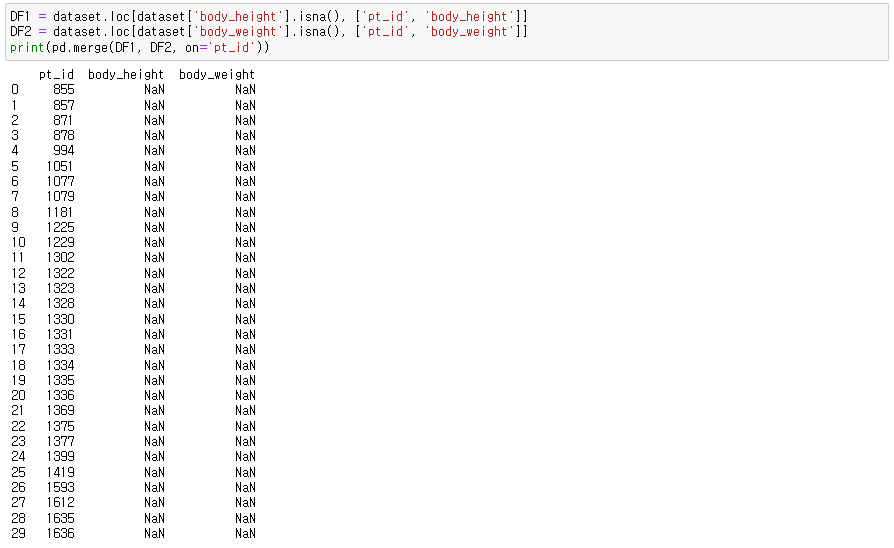 DF1 = dataset.loc[dataset['body_height'].isna(), ['pt_id', 'body_height']]
DF2 = dataset.loc[dataset['body_weight'].isna(), ['pt_id', 'body_weight']]
print(pd.merge(DF1, DF2, on='pt_id'))
pt_id body_height body_weight
0 855 NaN NaN
1 857 NaN NaN
2 871 NaN NaN
3 878 NaN NaN
4 994 NaN NaN
5 1051 NaN NaN
6 1077 NaN NaN
7 1079 NaN NaN
8 1181 NaN NaN
9 1225 NaN NaN
10 1229 NaN NaN
11 1302 NaN NaN
12 1322 NaN NaN
13 1323 NaN NaN
14 1328 NaN NaN
15 1330 NaN NaN
16 1331 NaN NaN
17 1333 NaN NaN
18 1334 NaN NaN
19 1335 NaN NaN
20 1336 NaN NaN
21 1369 NaN NaN
22 1375 NaN NaN
23 1377 NaN NaN
24 1399 NaN NaN
25 1419 NaN NaN
26 1593 NaN NaN
27 1612 NaN NaN
28 1635 NaN NaN
29 1636 NaN NaN